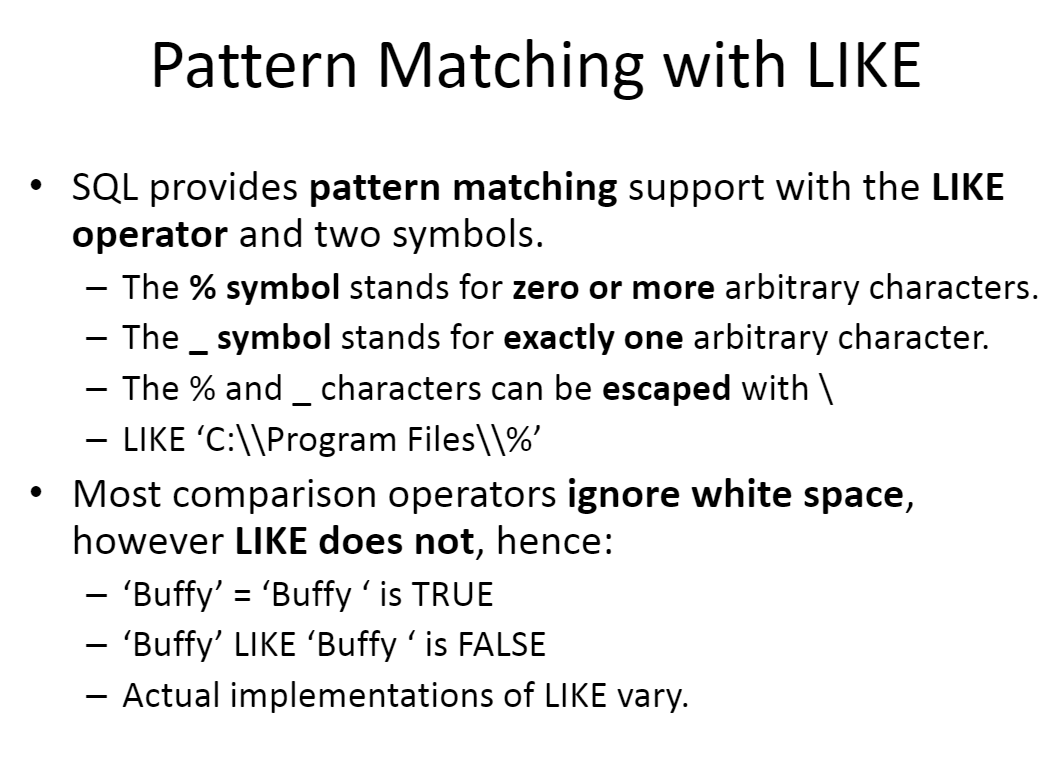 Pattern Matching with LIKE
• SQL provides pattern matching support with the LIKE
operator and two symbols.
– The % symbol stands for zero or more arbitrary characters.
– The _ symbol stands for exactly one arbitrary character.
– The % and _ characters can be escaped with \
– LIKE ‘C:\\Program Files\\%’
• Most comparison operators ignore white space,
however LIKE does not, hence:
– ‘Buffy’ = ‘Buffy ‘ is TRUE
– ‘Buffy’ LIKE ‘Buffy ‘ is FALSE
– Actual implementations of LIKE vary.